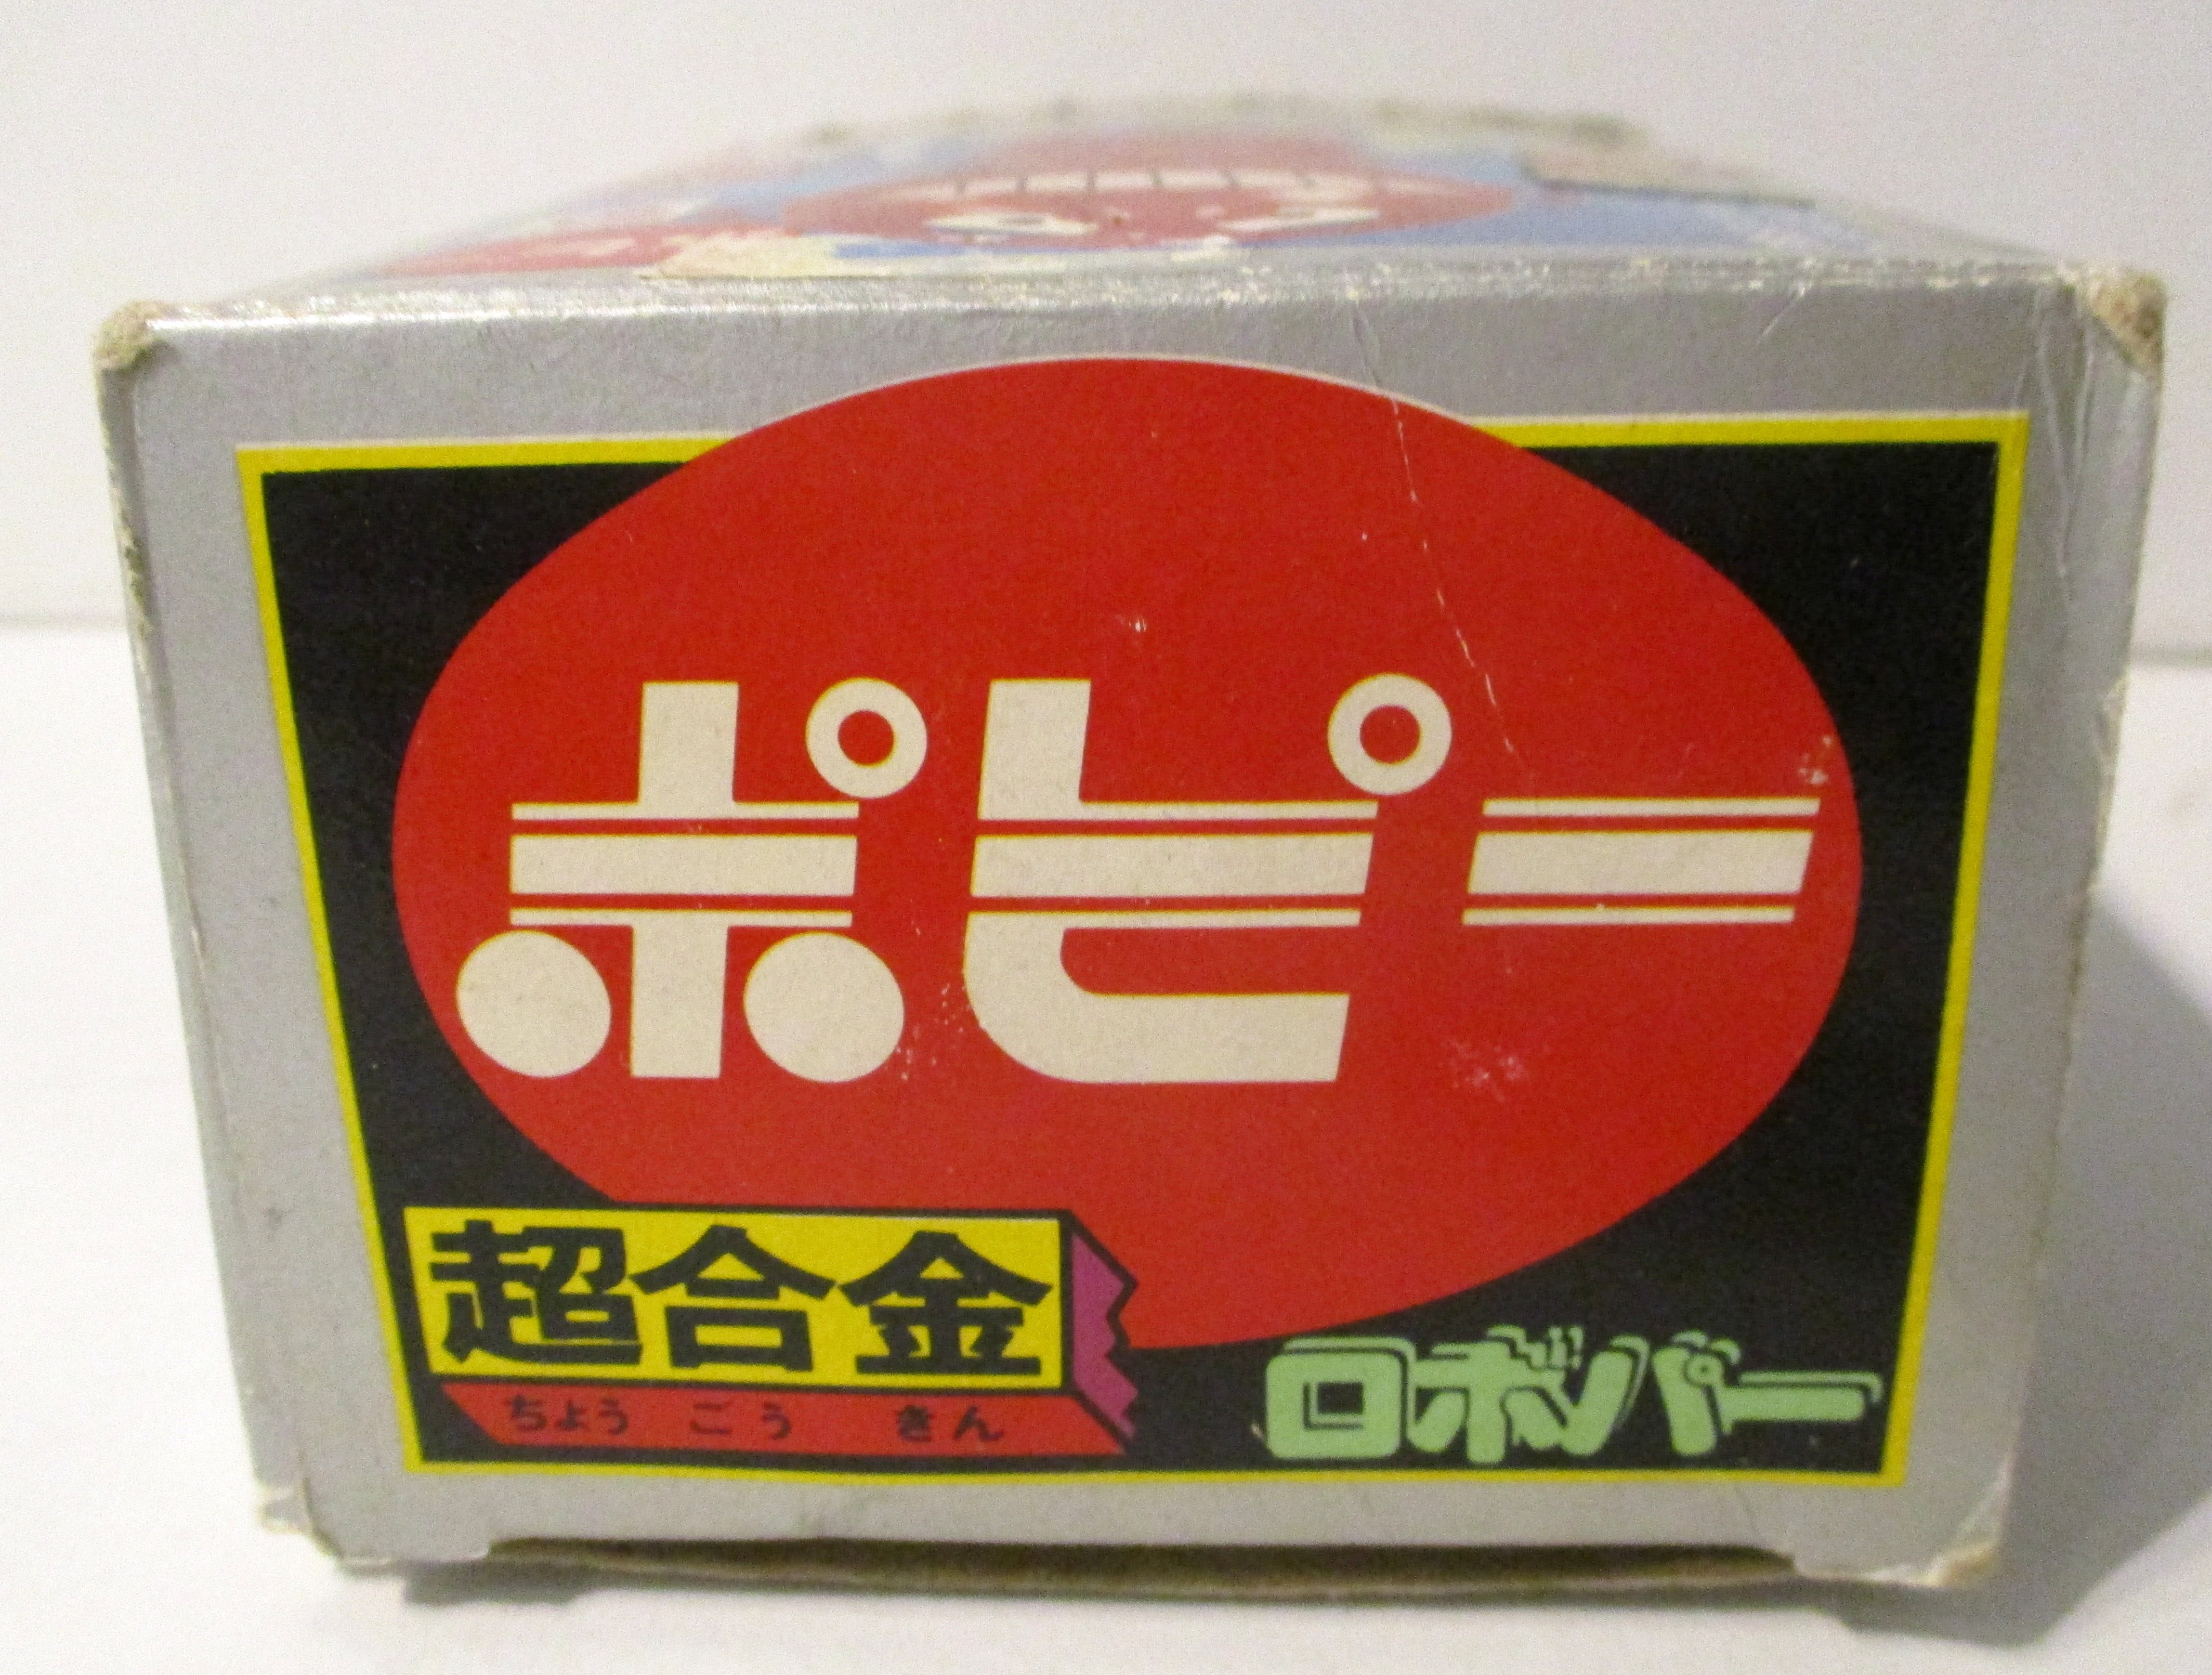 ポピー
超合金
ちょう ごう きん
ロボパー